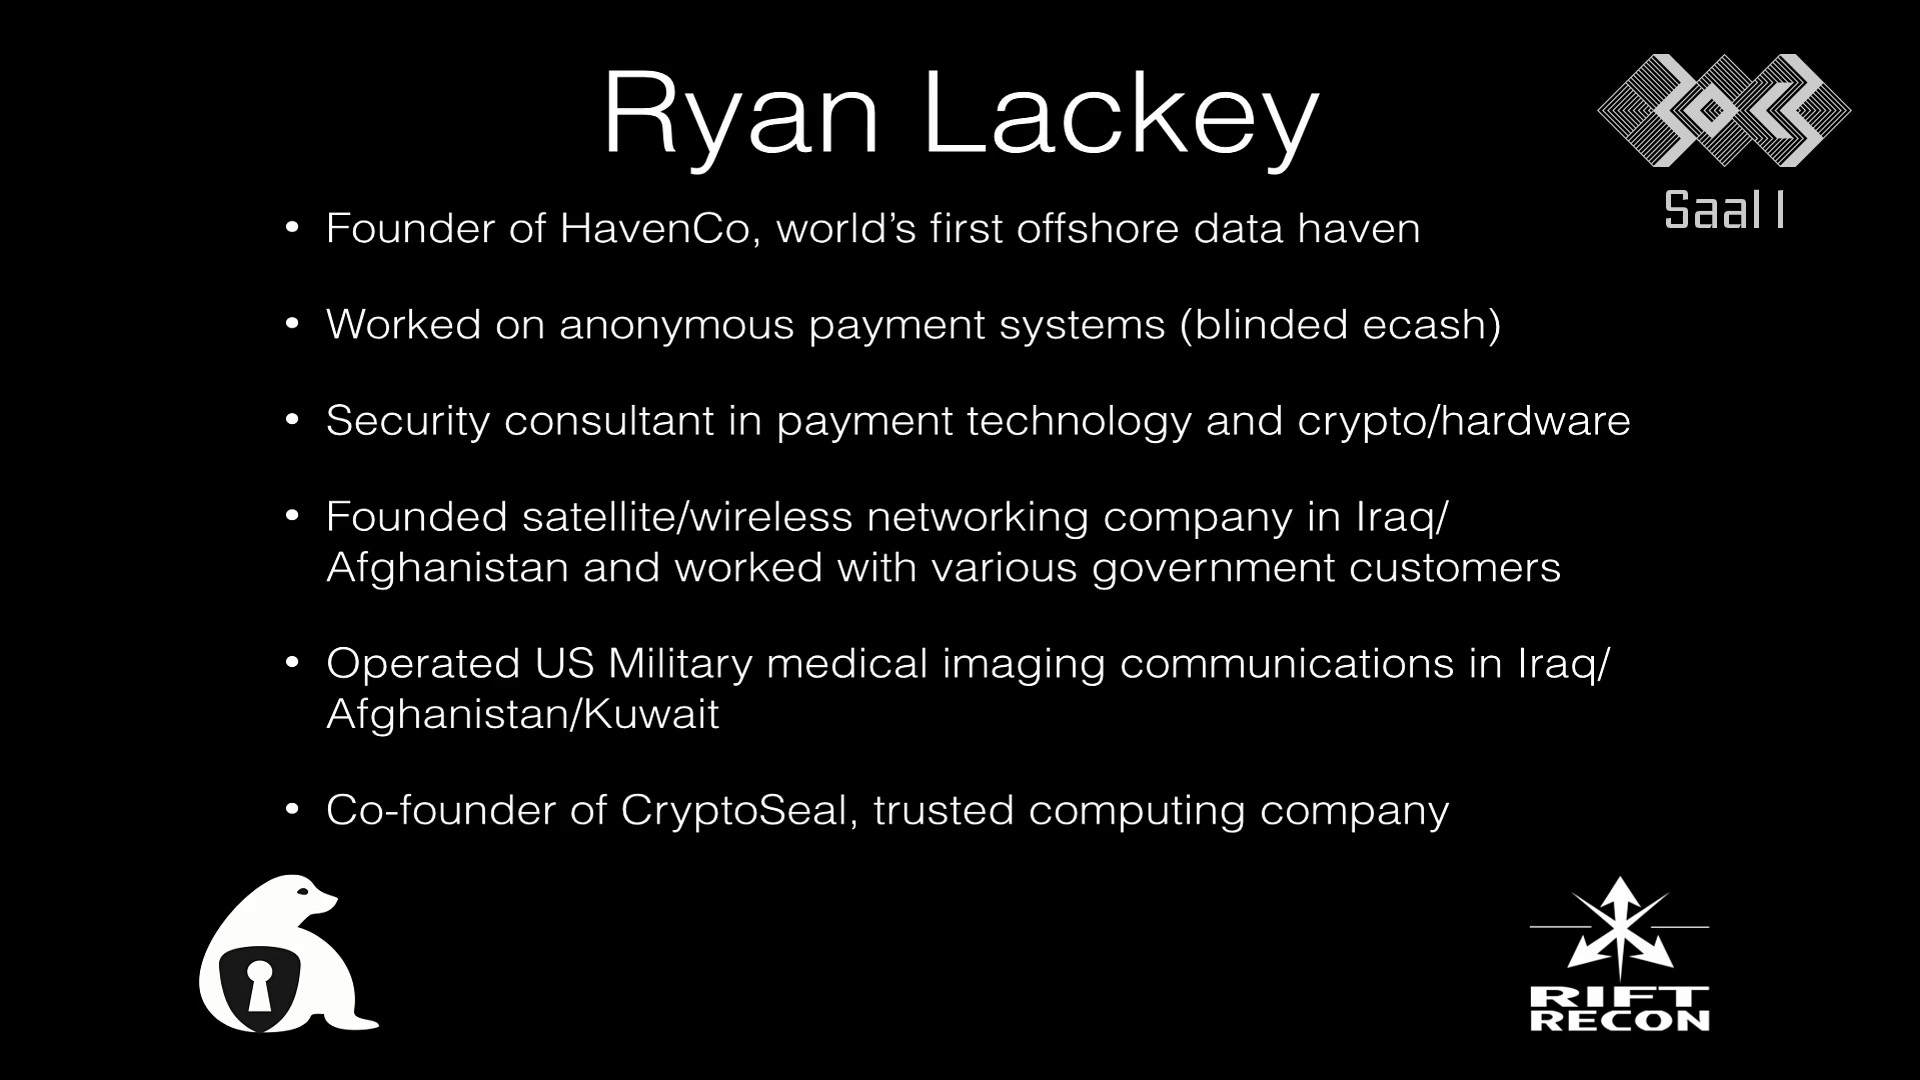 Ryan Lackey
30C3
Saal 1
• Founder of HavenCo, world’s first offshore data haven
• Worked on anonymous payment systems (blinded ecash)
• Security consultant in payment technology and crypto/hardware
• Founded satellite/wireless networking company in Iraq/
Afghanistan and worked with various government customers
• Operated US Military medical imaging communications in Iraq/
Afghanistan/Kuwait
• Co-founder of CryptoSeal, trusted computing company
RIFT
RECON